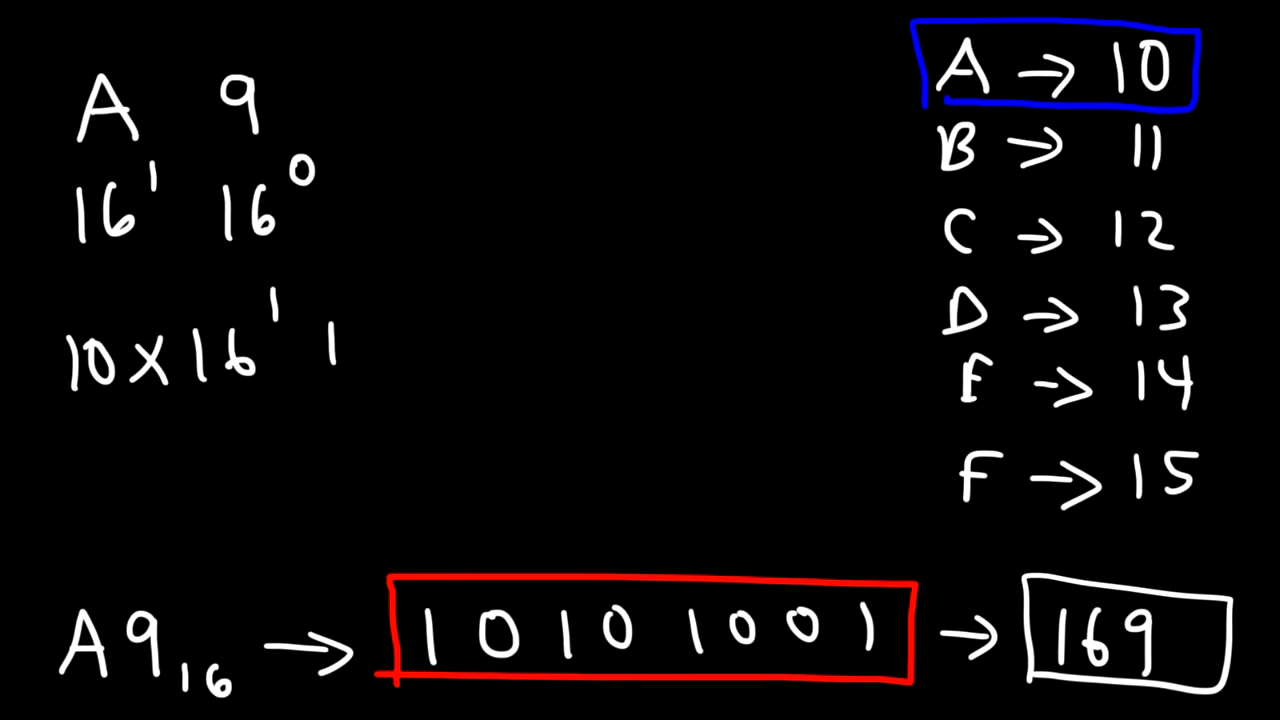 A 9
16¹ 16⁰
10 X 16¹ 1
A → 10
B → 11
C → 12
D → 13
E → 14
F → 15
A9₁₆ → 10101001 → 169